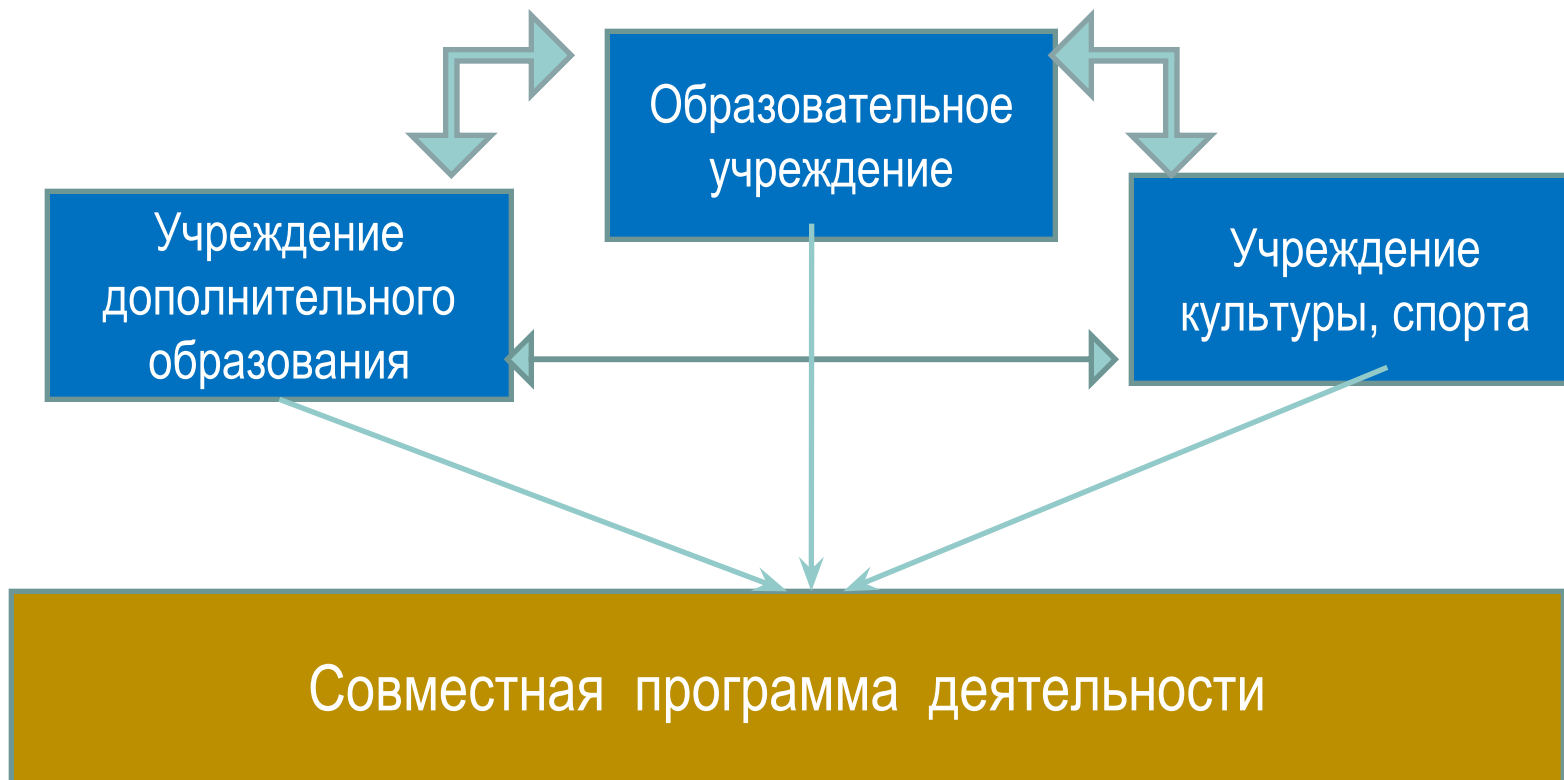 Образовательное
учреждение
Учреждение
дополнительного
образования
Учреждение
культуры, спорта
Совместная программа деятельности